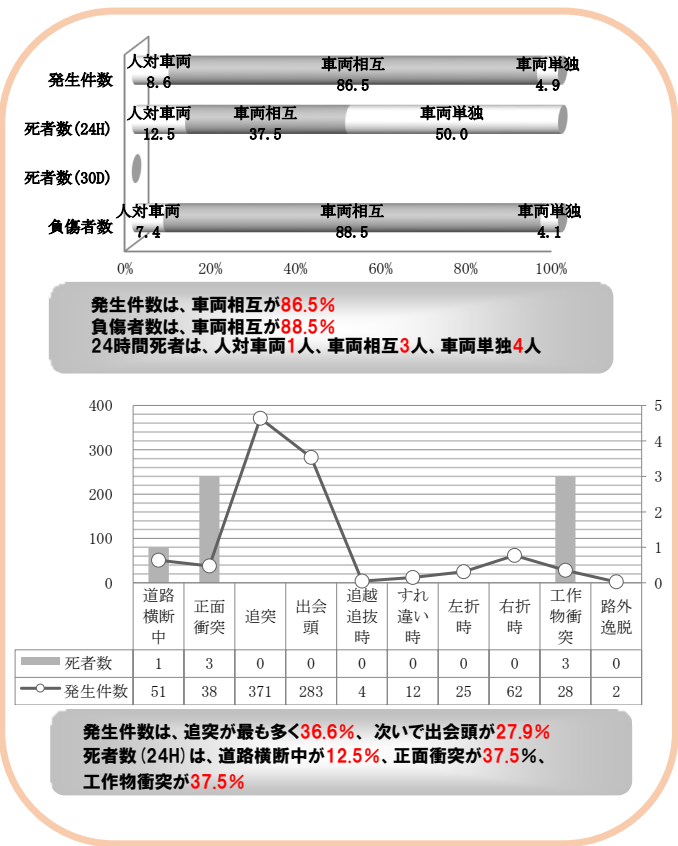 人対車両 車両相互 車両単独
発生件数 8.6 86.5 4.9
人対車両 車両相互 車両単独
死者数(24H) 12.5 37.5 50.0
死者数(30D)
人対車両 車両相互 車両単独
負傷者数 7.4 88.5 4.1
0% 20% 40% 60% 80% 100%
発生件数は、車両相互が86.5%
負傷者数は、車両相互が88.5%
24時間死者は、人対車両1人、車両相互3人、車両単独4人
400 5
4
300
3
200
2
100
1
0 0
道路横断中 正面衝突 追突 出会頭 追越追抜時 すれ違い時 左折時 右折時 工作物衝突 路外逸脱
死者数 1 3 0 0 0 0 0 0 3 0
発生件数 51 38 371 283 4 12 25 62 28 2
発生件数は、追突が最も多く36.6%、次いで出会頭が27.9%
死者数(24H)は、道路横断中が12.5%、正面衝突が37.5%、
工作物衝突が37.5%